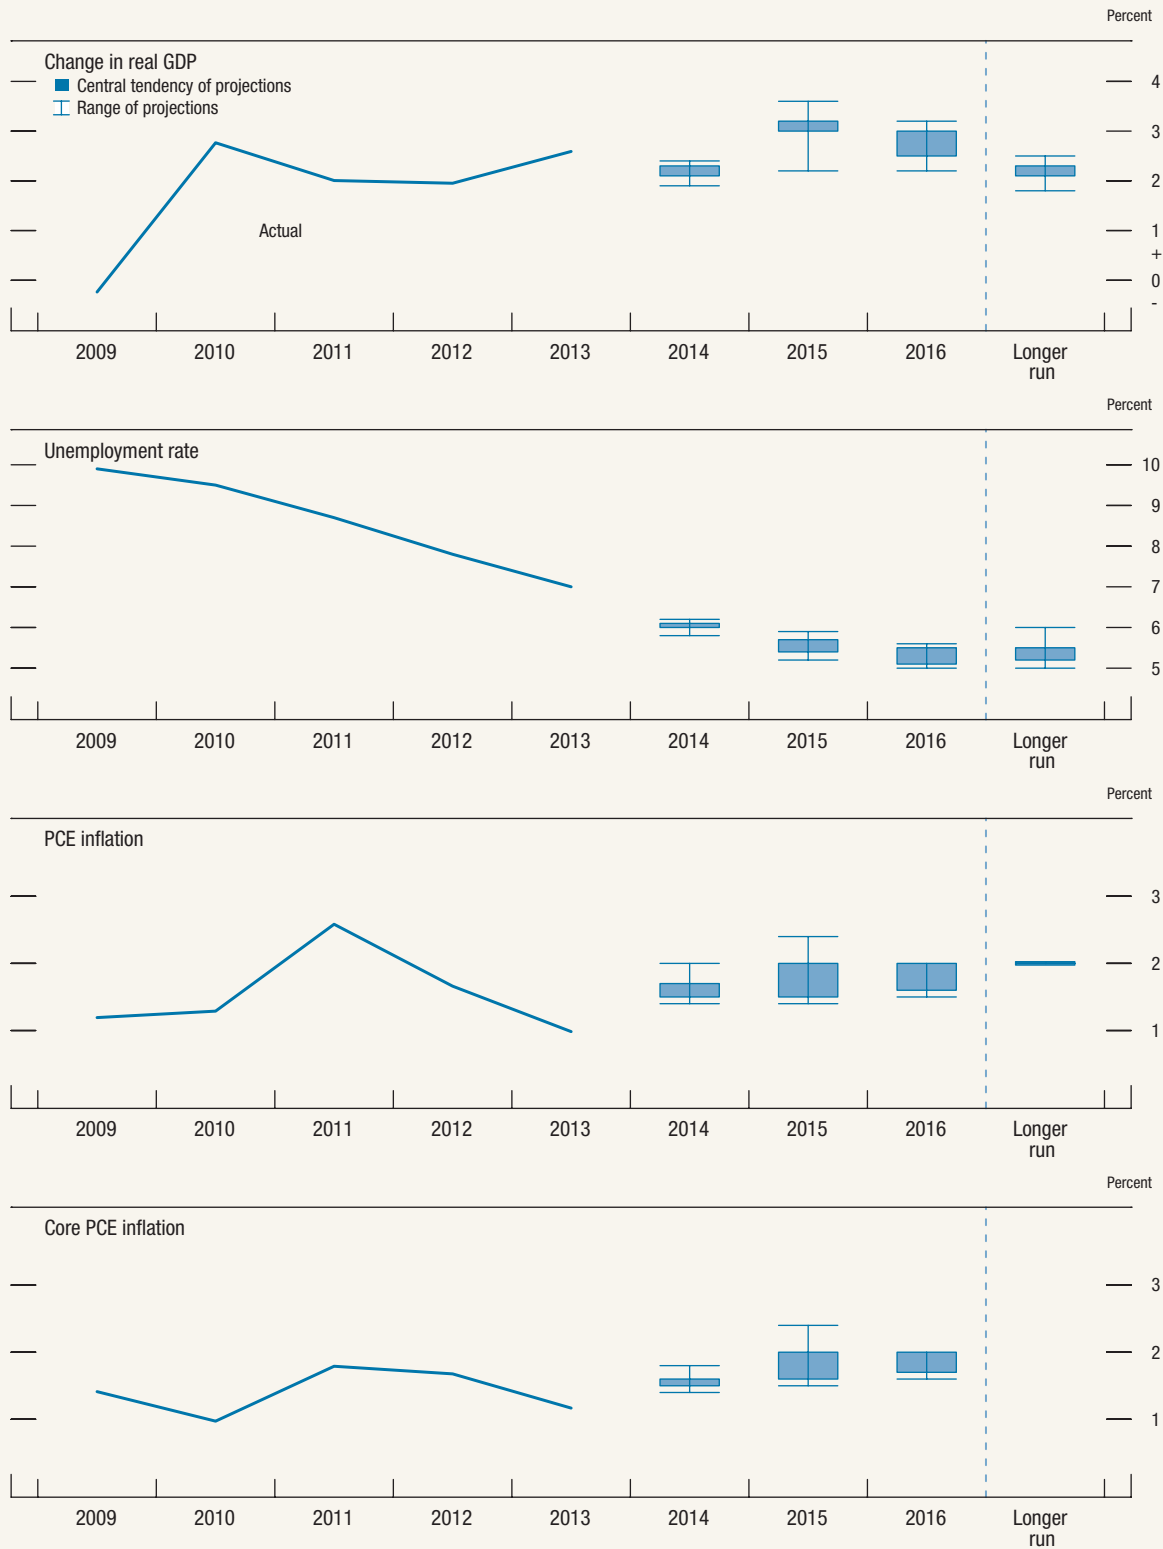 Percent
Change in real GDP
Central tendency of projections
Range of projections
4
3
2
Actual
1
+
0
-
2009 2010 2011 2012 2013 2014 2015 2016 Longer
run
Percent
Unemployment rate
10
9
8
7
6
5
2009 2010 2011 2012 2013 2014 2015 2016 Longer
run
Percent
PCE inflation
3
2
1
2009 2010 2011 2012 2013 2014 2015 2016 Longer
run
Percent
Core PCE inflation
3
2
1
2009 2010 2011 2012 2013 2014 2015 2016 Longer
run